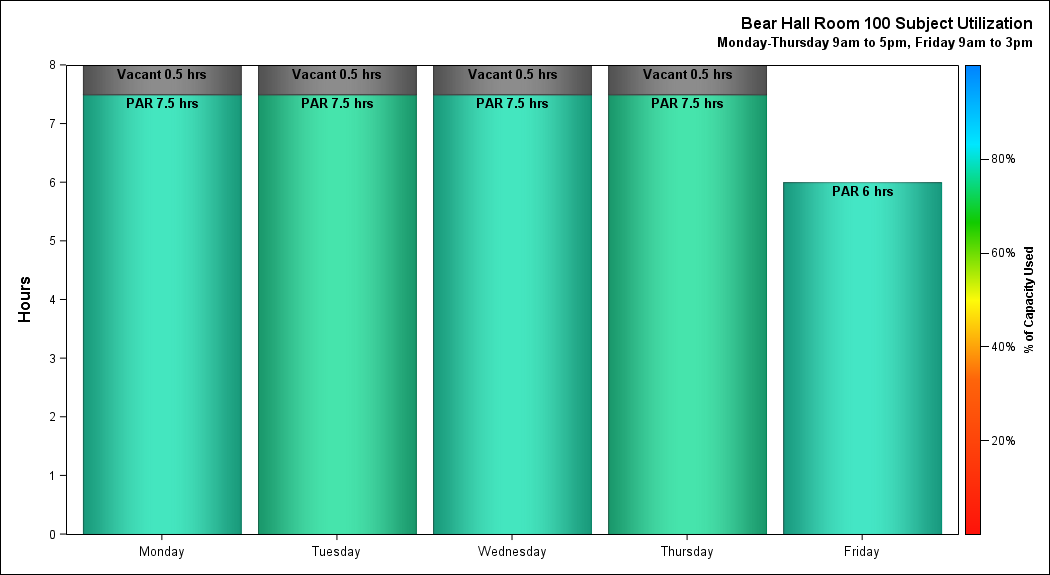 Bear Hall Room 100 Subject Utilization
Monday-Thursday 9am to 5pm, Friday 9am to 3pm
8
7
6
5
4
3
2
1
0
Hours
Vacant 0.5 hrs
PAR 7.5 hrs
Vacant 0.5 hrs
PAR 7.5 hrs
Vacant 0.5 hrs
PAR 7.5 hrs
Vacant 0.5 hrs
PAR 7.5 hrs
PAR 6 hrs
Monday
Tuesday
Wednesday
Thursday
Friday
80%
60%
40%
20%
% of Capacity Used